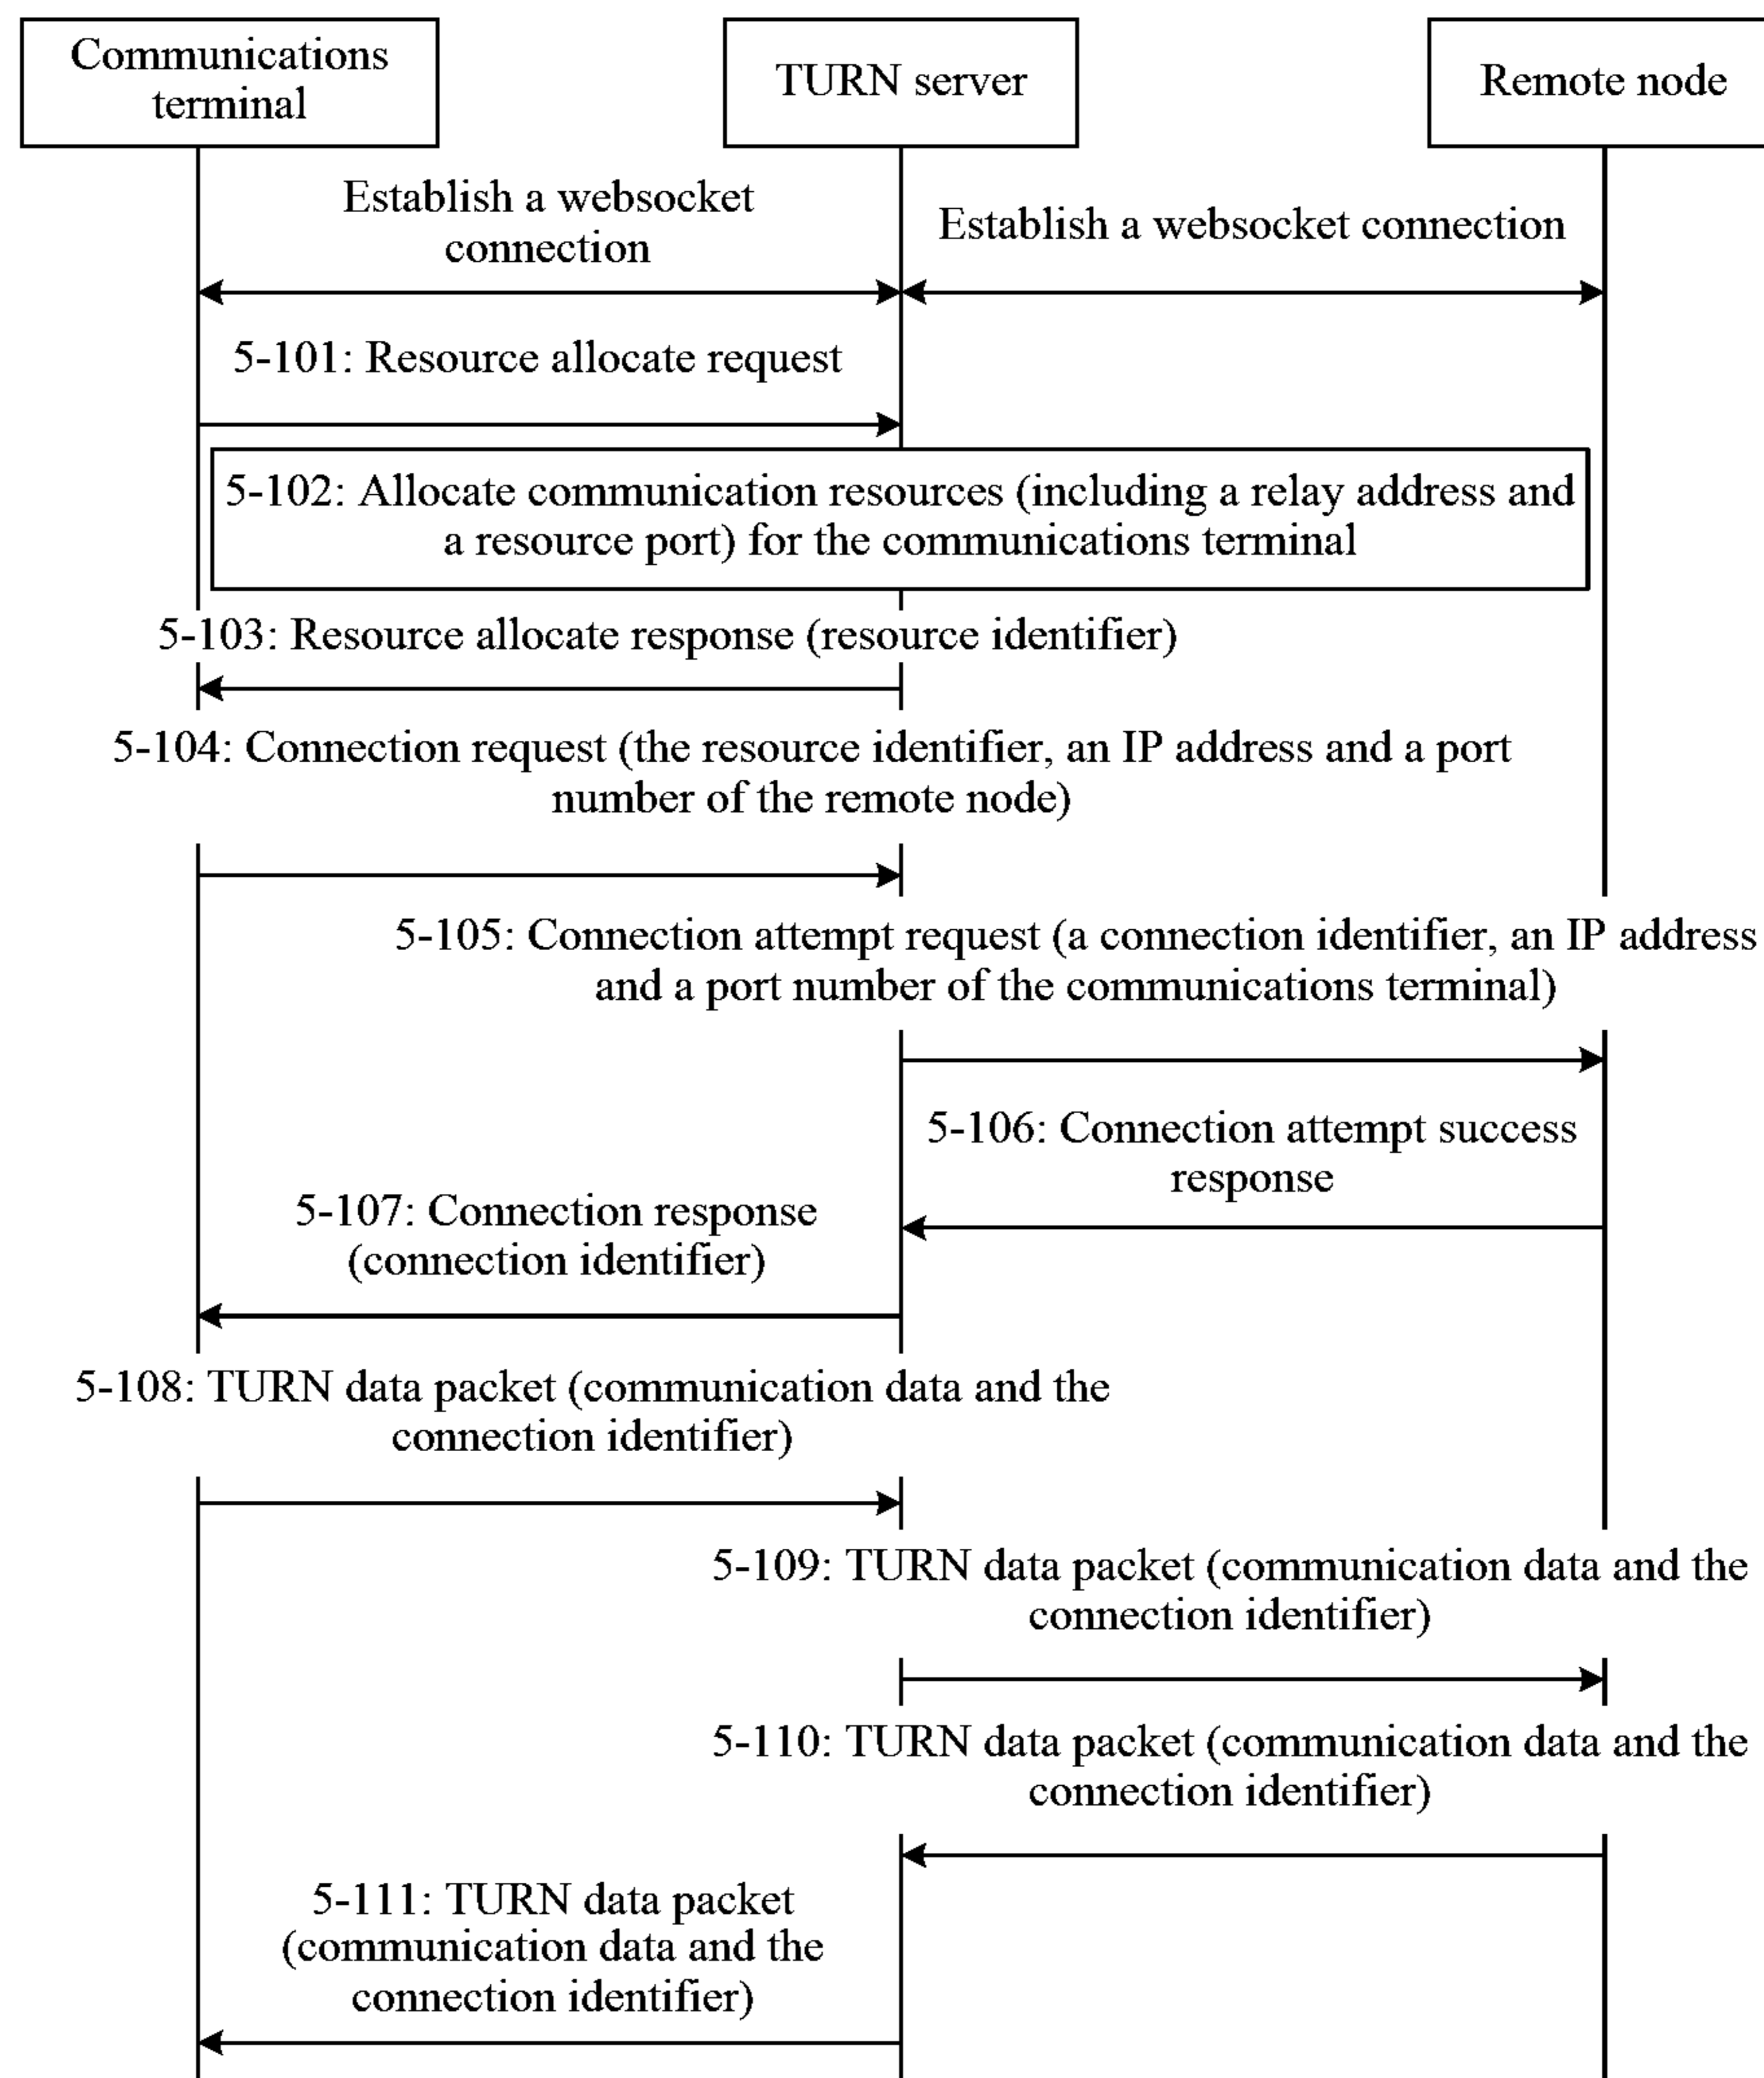 Communications
terminal
TURN server
Remote node
Establish a websocket
connection
Establish a websocket connection
5-101: Resource allocate request
5-102: Allocate communication resources (including a relay address and
a resource port) for the communications terminal
5-103: Resource allocate response (resource identifier)
5-104: Connection request (the resource identifier, an IP address and a port
number of the remote node)
5-105: Connection attempt request (a connection identifier, an IP address
and a port number of the communications terminal)
5-106: Connection attempt success
response
5-107: Connection response
(connection identifier)
5-108: TURN data packet (communication data and the
connection identifier)
5-109: TURN data packet (communication data and the
connection identifier)
5-110: TURN data packet (communication data and the
connection identifier)
5-111: TURN data packet
(communication data and the
connection identifier)